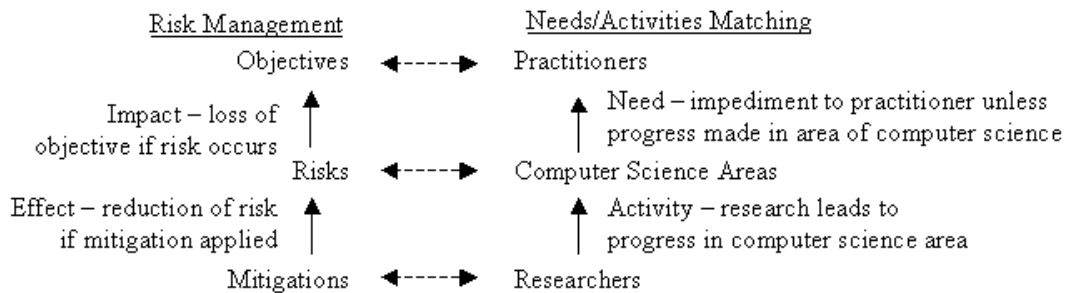 Risk Management
Needs/Activities Matching
Objectives
Practitioners
Impact – loss of
objective if risk occurs
Need – impediment to practitioner unless
progress made in area of computer science
Risks
Computer Science Areas
Effect – reduction of risk
if mitigation applied
Activity – research leads to
progress in computer science area
Mitigations
Researchers